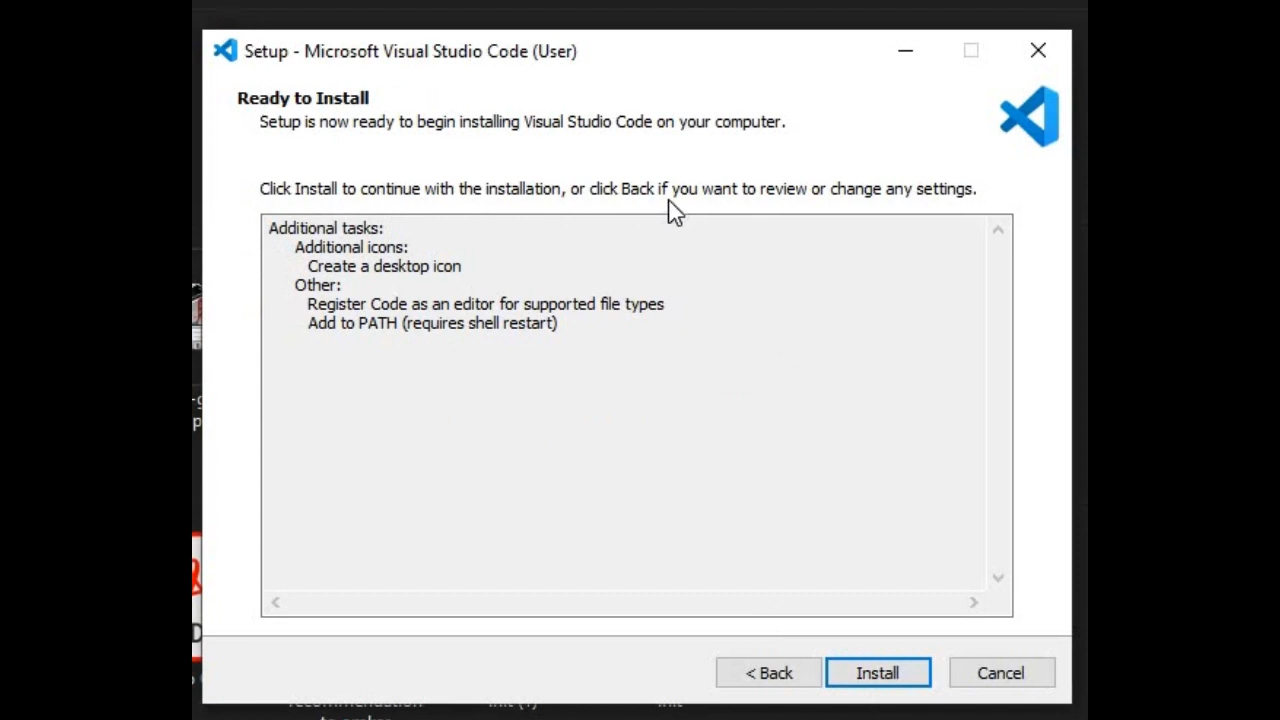 Setup - Microsoft Visual Studio Code (User)
Ready to Install
Setup is now ready to begin installing Visual Studio Code on your computer.
Click Install to continue with the installation, or click Back if you want to review or change any settings.
Additional tasks:
Additional icons:
Create a desktop icon
Other:
Register Code as an editor for supported file types
Add to PATH (requires shell restart)
< Back
Install
Cancel